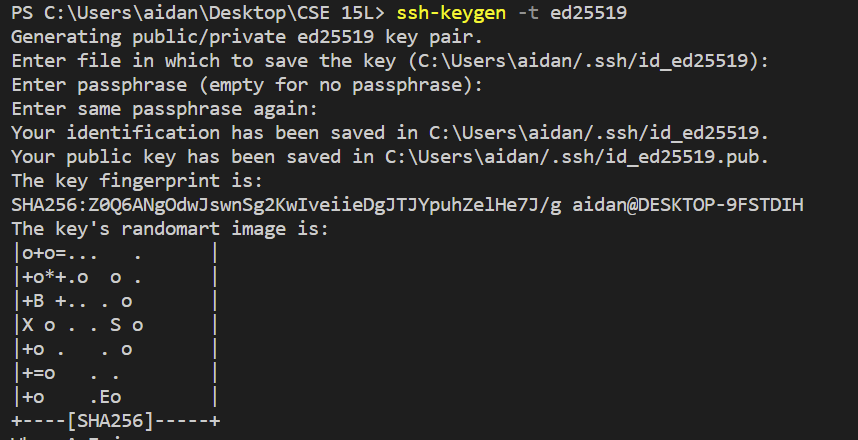 PS C:\Users\aidan\Desktop\CSE 15L> ssh-keygen -t ed25519
Generating public/private ed25519 key pair.
Enter file in which to save the key (C:\Users\aidan/.ssh/id_ed25519):
Enter passphrase (empty for no passphrase):
Enter same passphrase again:
Your identification has been saved in C:\Users\aidan/.ssh/id_ed25519.
Your public key has been saved in C:\Users\aidan/.ssh/id_ed25519.pub.
The key fingerprint is:
SHA256:Z0Q6ANgOdwJswnSg2KwIveiieDgJTJYpuhZelHe7J/g aidan@DESKTOP-9FSTDIH
The key's randomart image is:
|o+o=...   .      |
|+o*+.o  o .      |
|+B +.. . o       |
|X o . . S o      |
|+o .   . o       |
|+=o   . .        |
|+o    .Eo        |
+----[SHA256]-----+